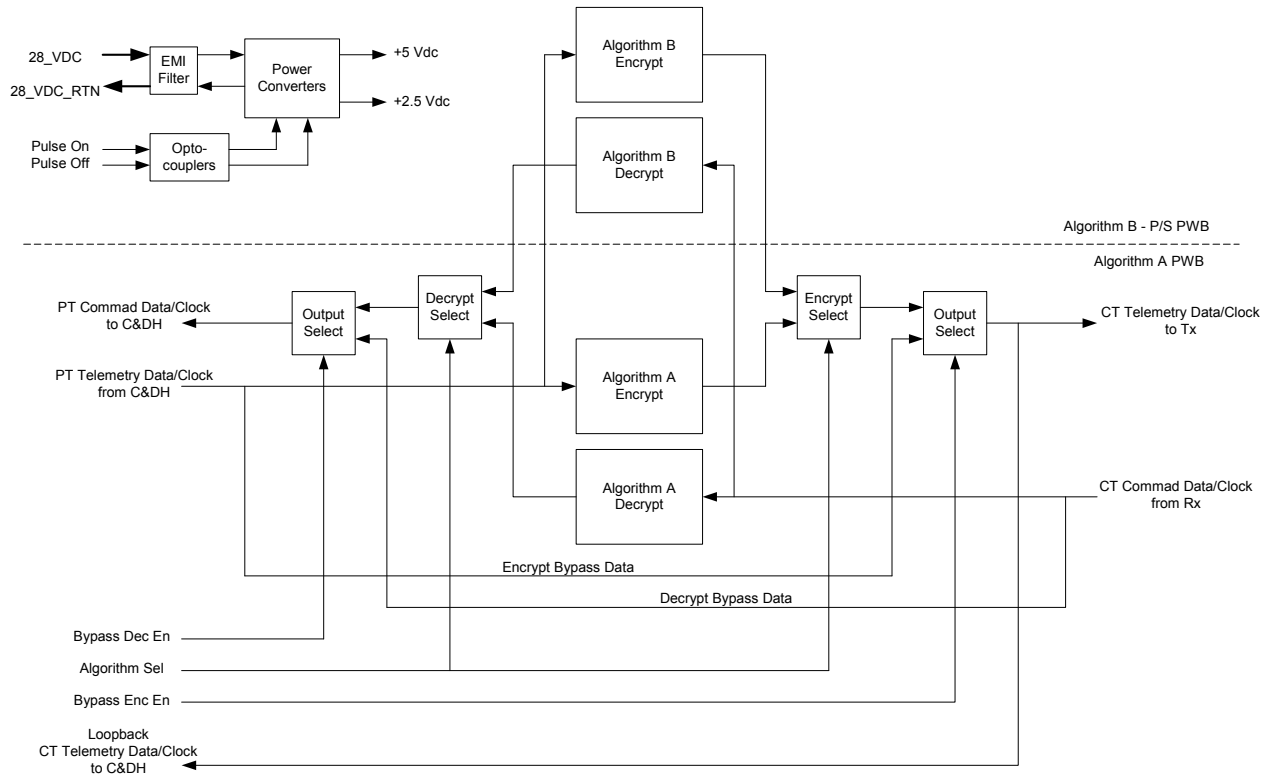 28_VDC
28_VDC_RTN
EMI
Filter
Power
Converters
+5 Vdc
+2.5 Vdc
Pulse On
Pulse Off
Opto-
couplers
Algorithm B
Encrypt
Algorithm B
Decrypt
Algorithm B - P/S PWB
Algorithm A PWB
PT Commad Data/Clock
to C&DH
Output
Select
Decrypt
Select
Encrypt
Select
Output
Select
CT Telemetry Data/Clock
to Tx
PT Telemetry Data/Clock
from C&DH
Algorithm A
Encrypt
Algorithm A
Decrypt
CT Commad Data/Clock
from Rx
Encrypt Bypass Data
Decrypt Bypass Data
Bypass Dec En
Algorithm Sel
Bypass Enc En
Loopback
CT Telemetry Data/Clock
to C&DH